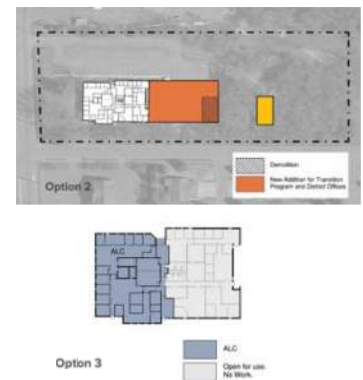 Option 2
Demolition
New Addition for Transition
Program and District Offices
ALC
Option 3
ALC
Open for use.
No Work.